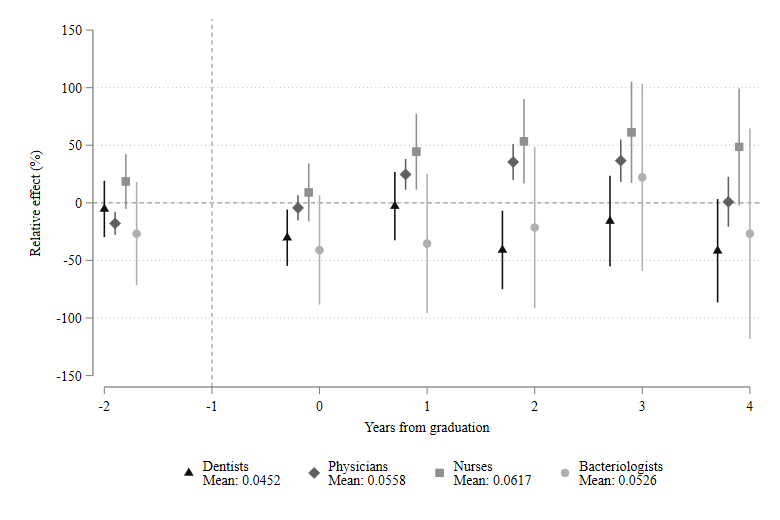 150
100
50
0
-50
-100
-150
Relative effect (%)
-2 -1 0 1 2 3 4
Years from graduation
Dentists Physicians Nurses Bacteriologists
Mean: 0.0452 Mean: 0.0558 Mean: 0.0617 Mean: 0.0526